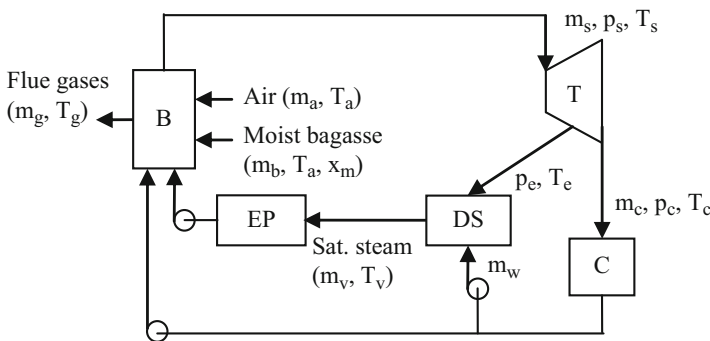 m_s, p_s, T_s
Flue gases
(m_g, T_g)
B
Air (m_a, T_a)
T
Moist bagasse
(m_b, T_a, x_m)
p_e, T_e
m_c, p_c, T_c
EP
DS
Sat. steam
(m_v, T_v)
m_w
C